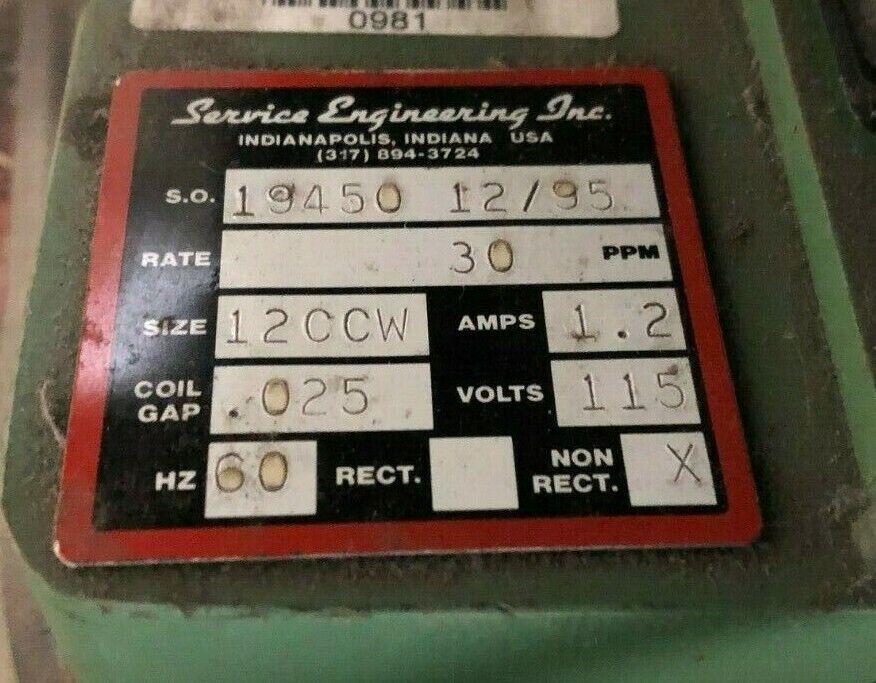 0981
Service Engineering Inc.
INDIANAPOLIS, INDIANA USA
(317) 894-3724
S.O. 19450 12/95
RATE 30 PPM
SIZE 12CCW AMPS 1.2
COIL GAP .025 VOLTS 115
HZ 60 RECT. NON RECT. X